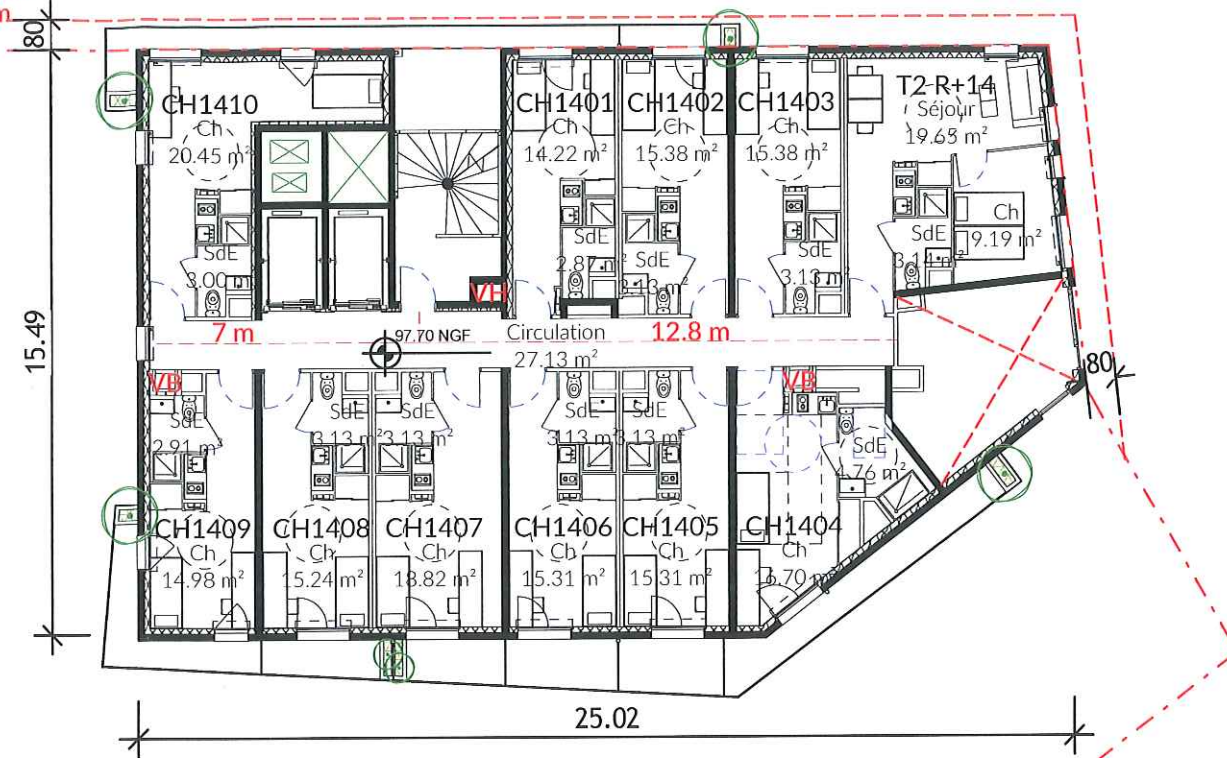 m
80
CH1410
Ch
20.45 m²
CH1401
Ch
14.22 m²
CH1402
Ch
15.38 m²
CH1403
Ch
15.38 m²
T2-R+14
Séjour
19.63 m²
Ch
9.19 m²
SdE
3.00
SdE
2.87 m²
SdE
3.13 m²
SdE
3.13 m²
SdE
3.14 m²
VH
7 m
97.70 NGF
Circulation
27.13 m²
12.8 m
15.49
80
VB
SdE
2.91 m²
SdE
3.13 m²
SdE
3.13 m²
SdE
3.13 m²
SdE
3.13 m²
VB
SdE
4.76 m²
CH1409
Ch
14.98 m²
CH1408
Ch
15.24 m²
CH1407
Ch
18.82 m²
CH1406
Ch
15.31 m²
CH1405
Ch
15.31 m²
CH1404
Ch
16.70 m²
25.02